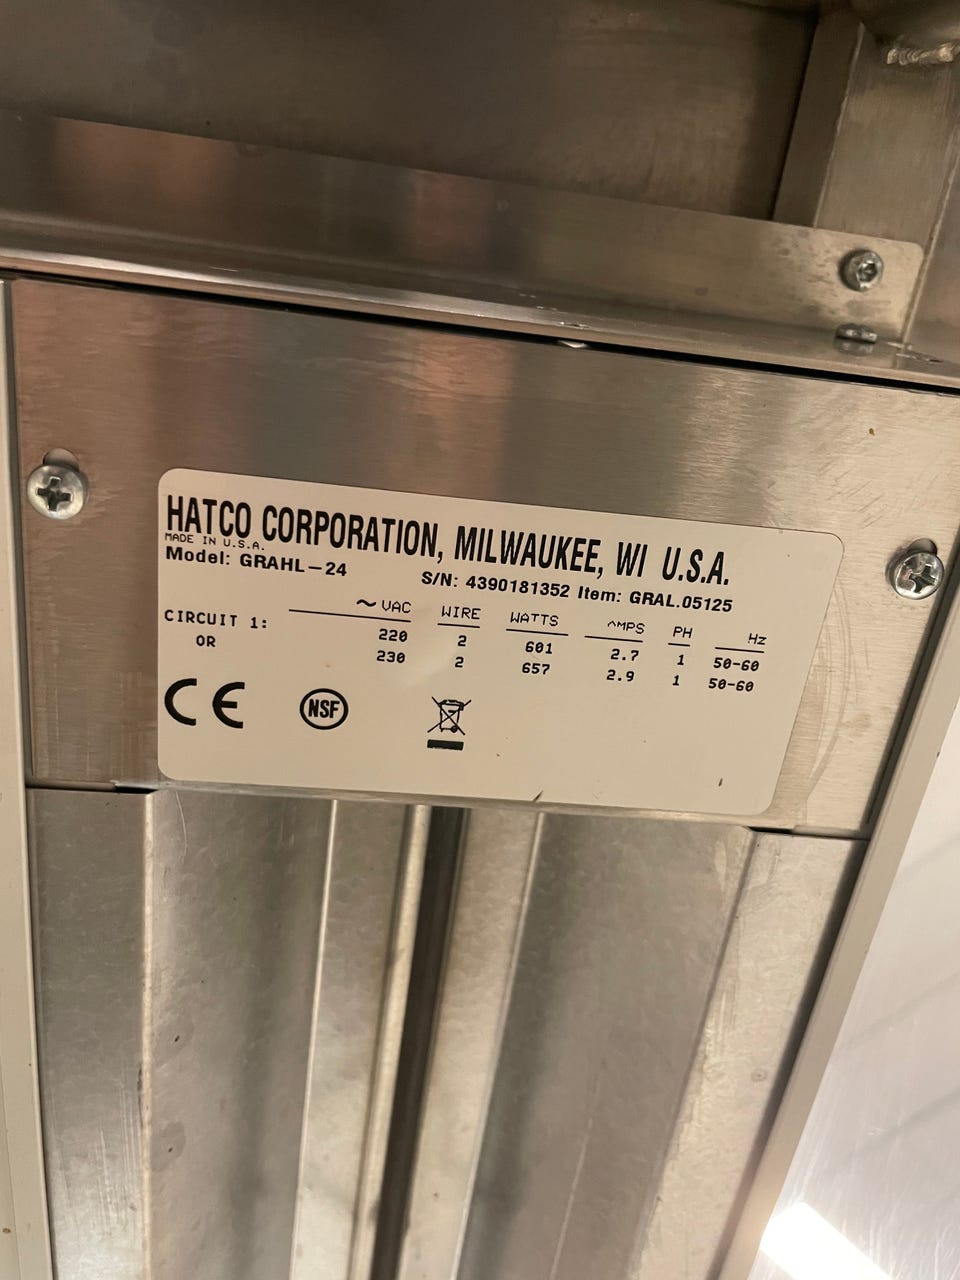 HATCO CORPORATION, MILWAUKEE, WI U.S.A.
MADE IN U.S.A.
Model: GRAHL-24 S/N: 4390181352 Item: GRAL.05125
~ VAC WIRE WATTS AMPS PH Hz
CIRCUIT 1: 220 2 601 2.7 1 50-60
OR 230 2 657 2.9 1 50-60
CE NSF